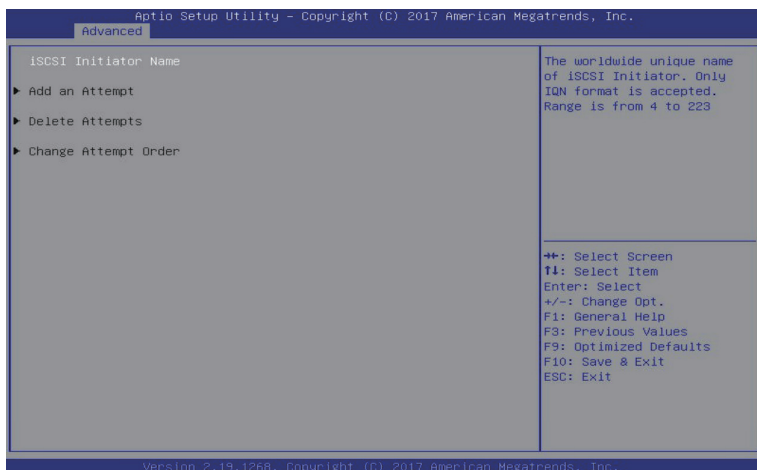 Aptio Setup Utility – Copyright (C) 2017 American Megatrends, Inc.
Advanced
iSCSI Initiator Name
▶ Add an Attempt
▶ Delete Attempts
▶ Change Attempt Order
The worldwide unique name
of iSCSI Initiator. Only
IQN format is accepted.
Range is from 4 to 223
→←: Select Screen
↑↓: Select Item
Enter: Select
+/-: Change Opt.
F1: General Help
F3: Previous Values
F9: Optimized Defaults
F10: Save & Exit
ESC: Exit
Version 2.19.1268. Copyright (C) 2017 American Megatrends, Inc.